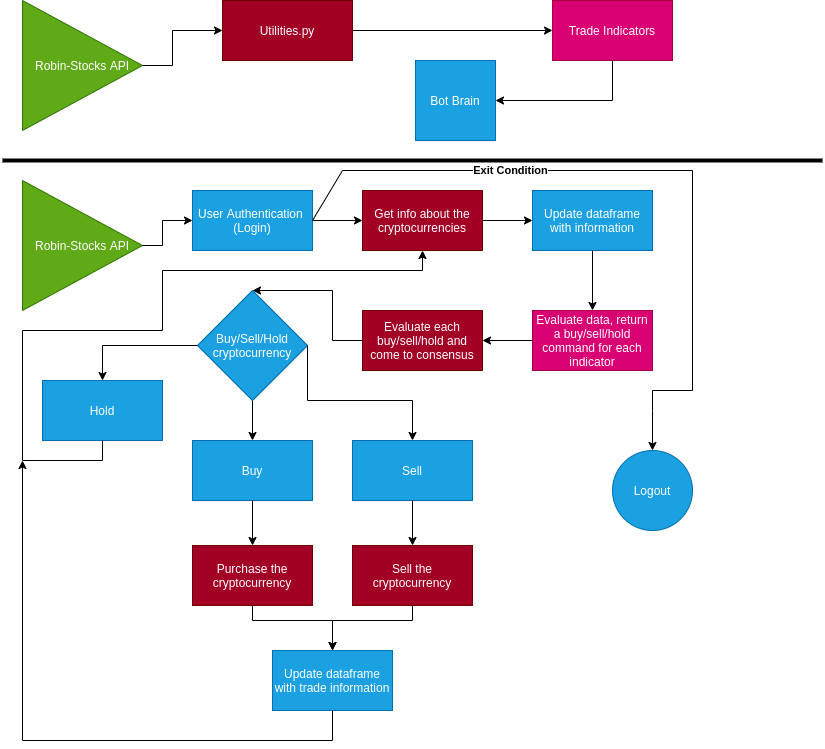 Robin-Stocks API
Utilities.py
Trade Indicators
Bot Brain
Exit Condition
Robin-Stocks API
User Authentication
(Login)
Get info about the
cryptocurrencies
Update dataframe
with information
Evaluate data, return
a buy/sell/hold
command for each
indicator
Evaluate each
buy/sell/hold and
come to consensus
Buy/Sell/Hold
cryptocurrency
Hold
Buy
Sell
Logout
Purchase the
cryptocurrency
Sell the
cryptocurrency
Update dataframe
with trade information